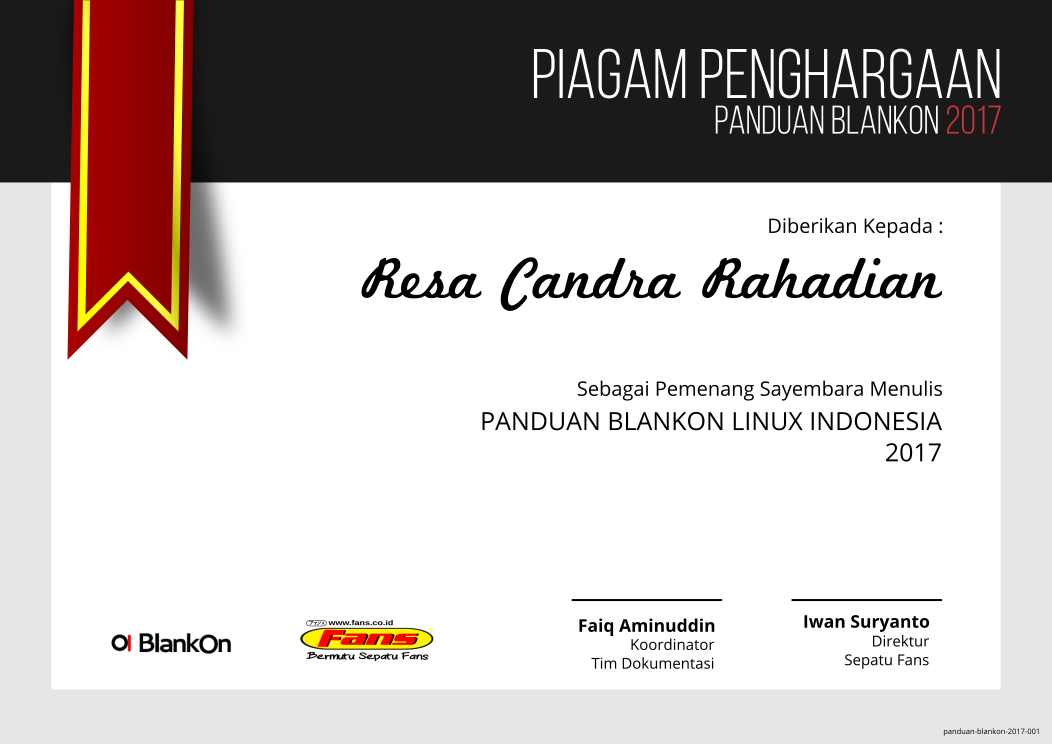 PIAGAM PENGHARGAAN
PANDUAN BLANKON 2017
Diberikan Kepada :
Resa Candra Rahadian
Sebagai Pemenang Sayembara Menulis
PANDUAN BLANKON LINUX INDONESIA
2017
BlankOn
www.fans.co.id
Fans
Bermutu Sepatu Fans
Faiq Aminuddin
Koordinator
Tim Dokumentasi
Iwan Suryanto
Direktur
Sepatu Fans
panduan-blankon-2017-001